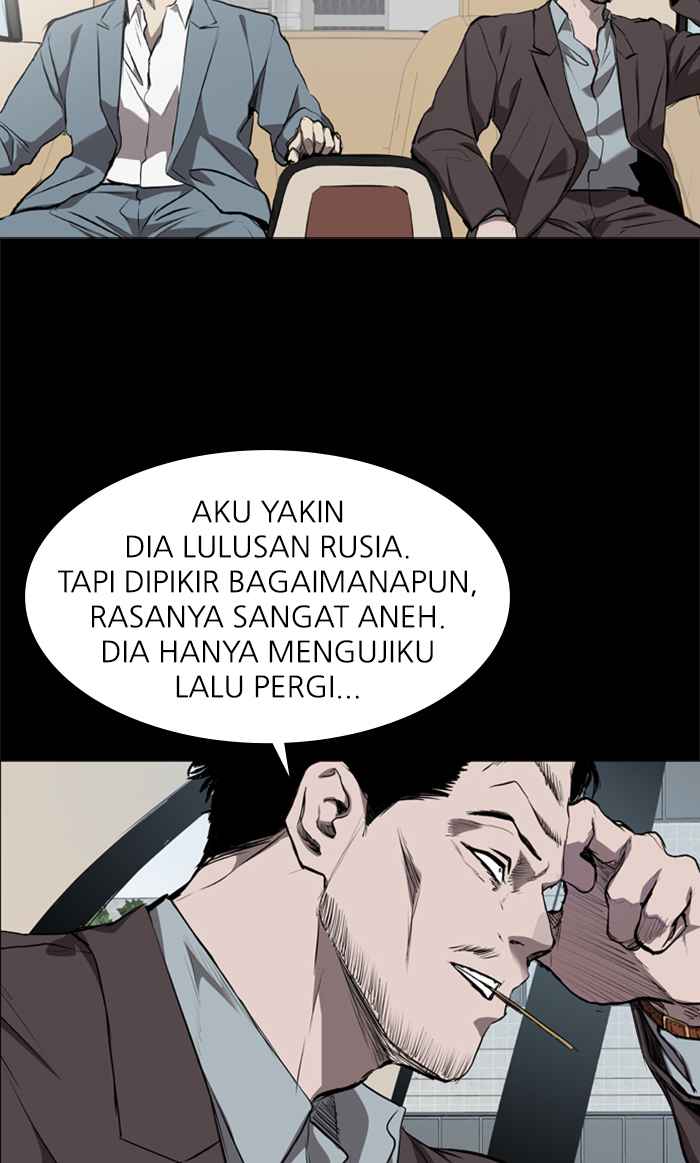 AKU YAKIN
DIA LULUSAN RUSIA.
TAPI DIPIKIR BAGAIMANAPUN,
RASANYA SANGAT ANEH.
DIA HANYA MENGUJIKU
LALU PERGI...